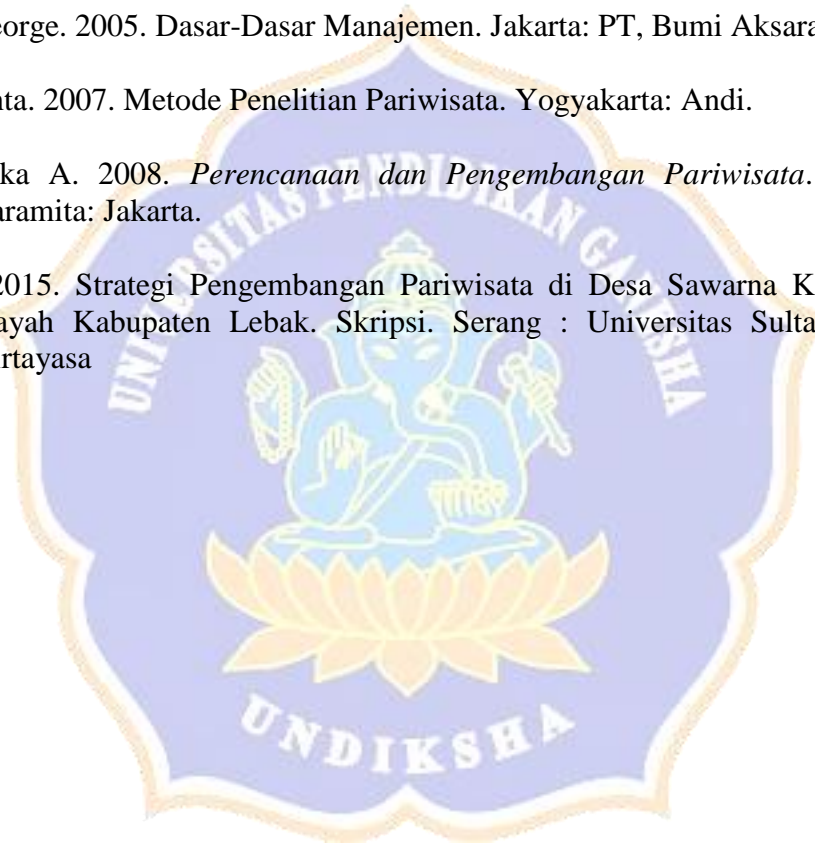 eorge. 2005. Dasar-Dasar Manajemen. Jakarta: PT, Bumi Aksara
nta. 2007. Metode Penelitian Pariwisata. Yogyakarta: Andi.
ka A. 2008. Perencanaan dan Pengembangan Pariwisata.
aramita: Jakarta.
2015. Strategi Pengembangan Pariwisata di Desa Sawarna K
ayah Kabupaten Lebak. Skripsi. Serang : Universitas Sulta
rtayasa
UNIVERSITAS PENDIDIKAN GANESHA
UNDIKSHA